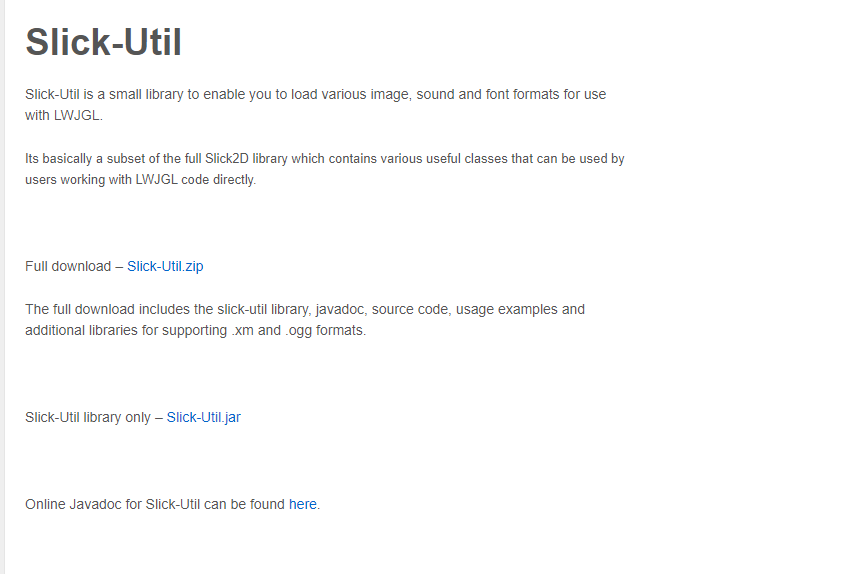 Slick-Util
Slick-Util is a small library to enable you to load various image, sound and font formats for use
with LWJGL.
Its basically a subset of the full Slick2D library which contains various useful classes that can be used by
users working with LWJGL code directly.
Full download – Slick-Util.zip
The full download includes the slick-util library, javadoc, source code, usage examples and
additional libraries for supporting .xm and .ogg formats.
Slick-Util library only – Slick-Util.jar
Online Javadoc for Slick-Util can be found here.